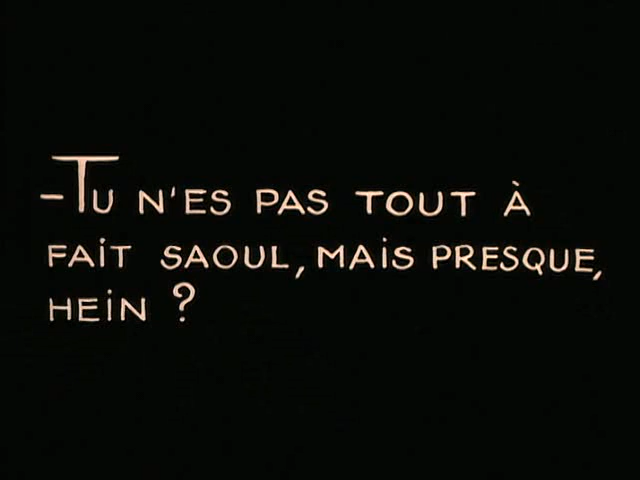 -Tu N'ES PAS TOUT À
FAIT SAOUL, MAIS PRESQUE,
HEIN ?